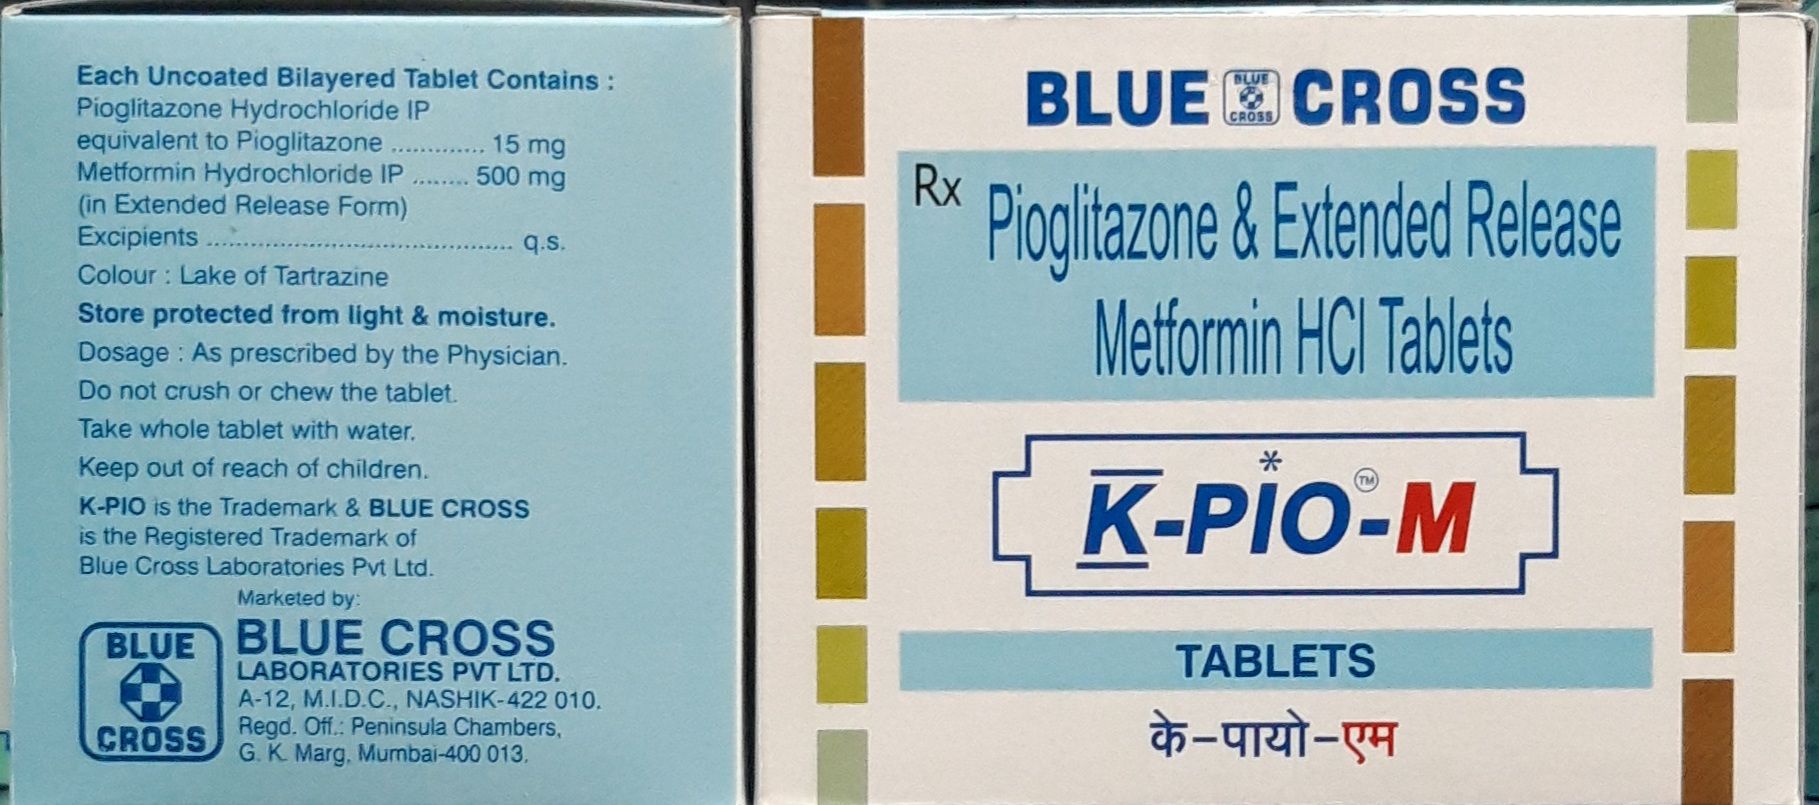 Each Uncoated Bilayered Tablet Contains :
Pioglitazone Hydrochloride IP
equivalent to Pioglitazone ............. 15 mg
Metformin Hydrochloride IP ........ 500 mg
(in Extended Release Form)
Excipients .......................................... q.s.
Colour : Lake of Tartrazine
Store protected from light & moisture.
Dosage : As prescribed by the Physician.
Do not crush or chew the tablet.
Take whole tablet with water.
Keep out of reach of children.
K-PIO is the Trademark & BLUE CROSS
is the Registered Trademark of
Blue Cross Laboratories Pvt Ltd.
Marketed by:
BLUE
CROSS
BLUE CROSS
LABORATORIES PVT LTD.
A-12, M.I.D.C., NASHIK-422 010.
Regd. Off.: Peninsula Chambers,
G. K. Marg, Mumbai-400 013.
BLUE BLUE CROSS CROSS
Rx Pioglitazone & Extended Release
Metformin HCl Tablets
*
K-PIO™-M
TABLETS
के-पायो-एम